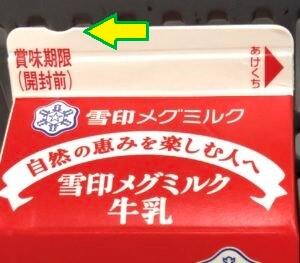 賞味期限
(開封前)
あけくち
雪印メグミルク
自然の恵みを楽しむ人へ
雪印メグミルク
牛乳